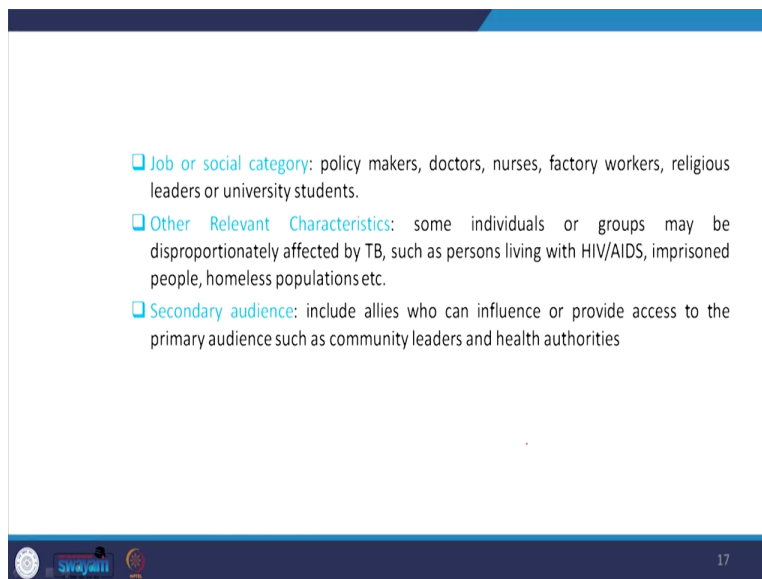 ❑ Job or social category: policy makers, doctors, nurses, factory workers, religious
leaders or university students.
❑ Other Relevant Characteristics: some individuals or groups may be
disproportionately affected by TB, such as persons living with HIV/AIDS, imprisoned
people, homeless populations etc.
❑ Secondary audience: include allies who can influence or provide access to the
primary audience such as community leaders and health authorities
swayam
17